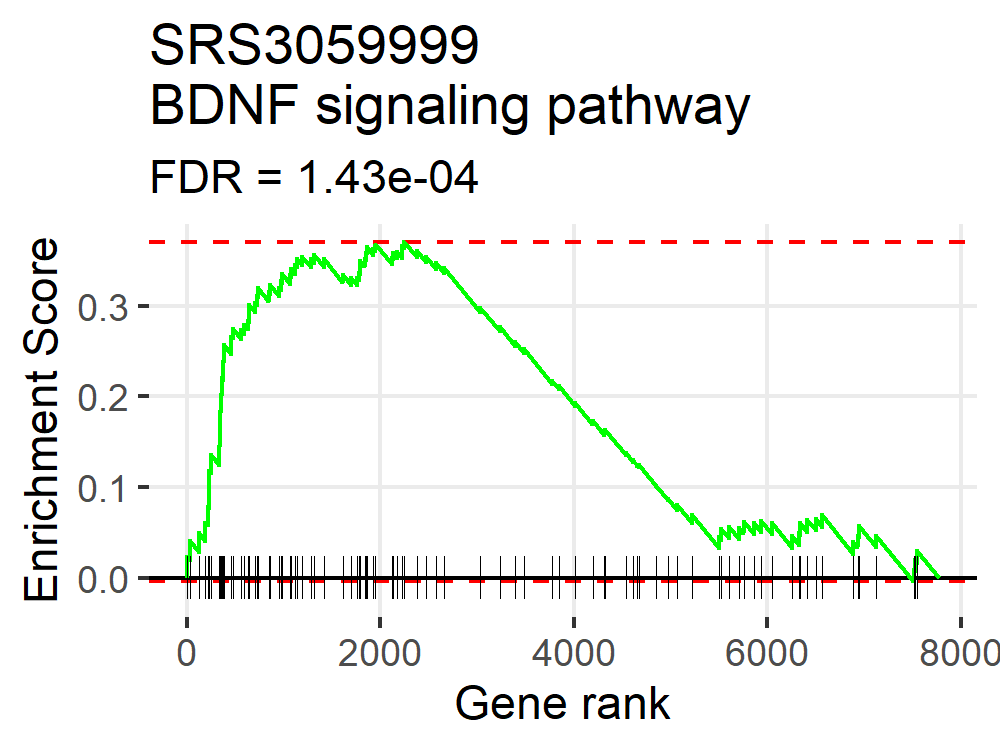 SRS3059999
BDNF signaling pathway
FDR = 1.43e-04
Enrichment Score
0.3
0.2
0.1
0.0
0 2000 4000 6000 8000
Gene rank